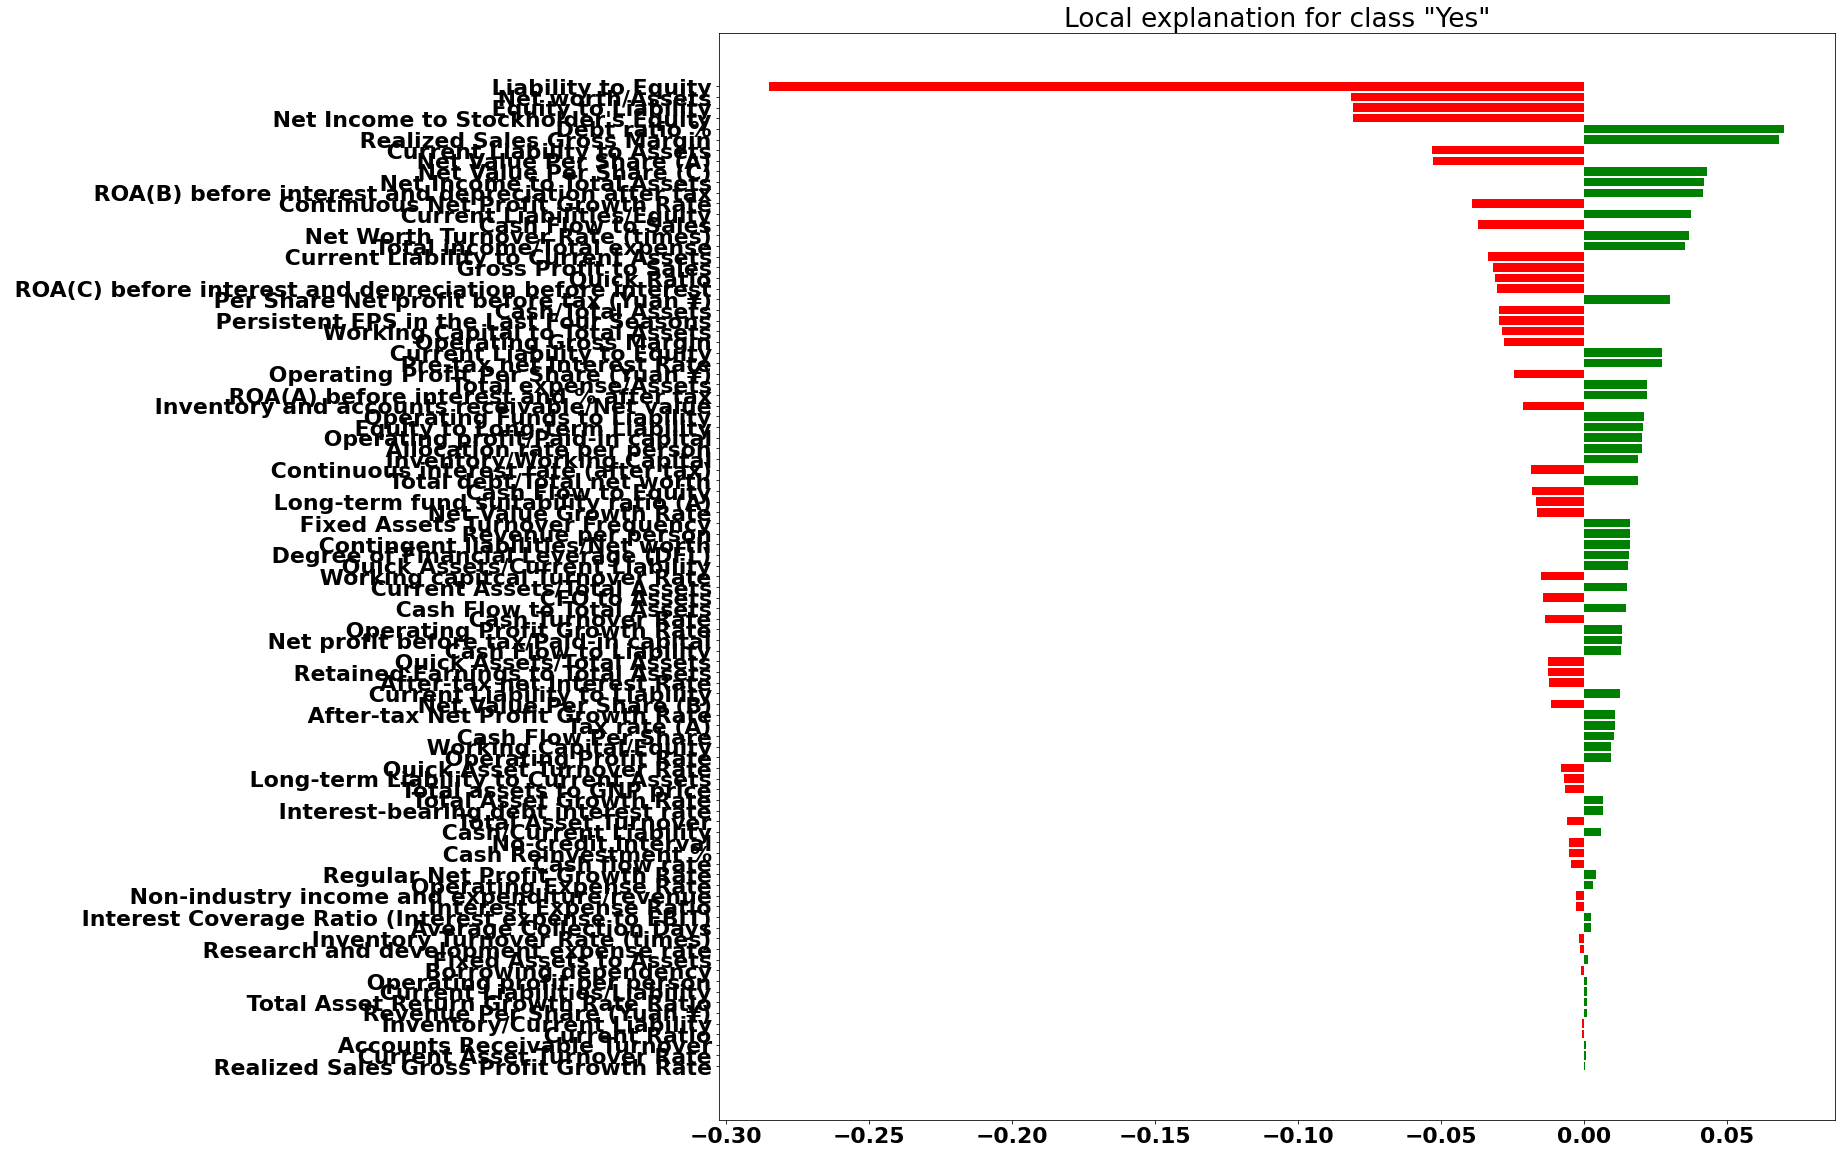 Local explanation for class "Yes"
Liability to Equity
Net worth/Assets
Equity to Liability
Net Income to Stockholder's Equity
Debt ratio %
Realized Sales Gross Margin
Current Liability to Assets
Net Value Per Share (A)
Net Value Per Share (C)
Net Income to Total Assets
ROA(B) before interest and depreciation after tax
Continuous Net Profit Growth Rate
Current Liabilities/Equity
Cash Flow to Sales
Net Worth Turnover Rate (times)
Total income/Total expense
Current Liability to Current Assets
Gross Profit to Sales
Quick Ratio
ROA(C) before interest and depreciation before interest
Per Share Net profit before tax (Yuan ¥)
Cash/Total Assets
Persistent EPS in the Last Four Seasons
Working Capital to Total Assets
Operating Gross Margin
Current Liability to Equity
Pre-tax net Interest Rate
Operating Profit Per Share (Yuan ¥)
Total expense/Assets
ROA(A) before interest and % after tax
Inventory and accounts receivable/Net value
Operating Funds to Liability
Equity to Long-term Liability
Operating profit/Paid-in capital
Allocation rate per person
Inventory/Working Capital
Continuous interest rate (after tax)
Total debt/Total net worth
Cash Flow to Equity
Long-term fund suitability ratio (A)
Net Value Growth Rate
Fixed Assets Turnover Frequency
Revenue per person
Contingent liabilities/Net worth
Degree of Financial Leverage (DFL)
Quick Assets/Current Liability
Working capitcal Turnover Rate
Current Assets/Total Assets
CFO to Assets
Cash Flow to Total Assets
Cash Turnover Rate
Operating Profit Growth Rate
Net profit before tax/Paid-in capital
Cash Flow to Liability
Quick Assets/Total Assets
Retained Earnings to Total Assets
After-tax net Interest Rate
Current Liability to Liability
Net Value Per Share (B)
After-tax Net Profit Growth Rate
Tax rate (A)
Cash Flow Per Share
Working Capital/Equity
Operating Profit Rate
Quick Asset Turnover Rate
Long-term Liability to Current Assets
Total assets to GNP price
Total Asset Growth Rate
Interest-bearing debt interest rate
Total Asset Turnover
Cash/Current Liability
No-credit Interval
Cash Reinvestment %
Cash flow rate
Regular Net Profit Growth Rate
Operating Expense Rate
Non-industry income and expenditure/revenue
Interest Expense Ratio
Interest Coverage Ratio (Interest expense to EBIT)
Average Collection Days
Inventory Turnover Rate (times)
Research and development expense rate
Fixed Assets to Assets
Borrowing dependency
Operating profit per person
Current Liabilities/Liability
Total Asset Return Growth Rate Ratio
Revenue Per Share (Yuan ¥)
Inventory/Current Liability
Current Ratio
Accounts Receivable Turnover
Current Asset Turnover Rate
Realized Sales Gross Profit Growth Rate
−0.30 −0.25 −0.20 −0.15 −0.10 −0.05 0.00 0.05